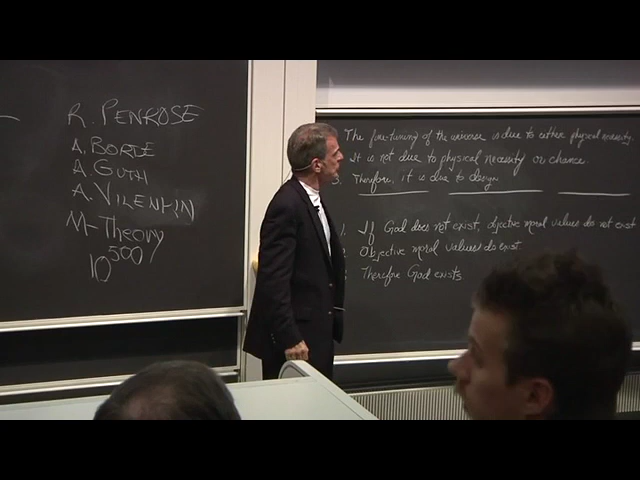 R. PENROSE
A. BORDE
A. GUTH
A. VILENKIN
M-THEORY
10^500
The fine-tuning of the universe is due to either physical necessity,
It is not due to physical necessity or chance.
3. Therefore, it is due to design
1. If God does not exist, objective moral values do not exist
Objective moral values do exist.
Therefore God exists